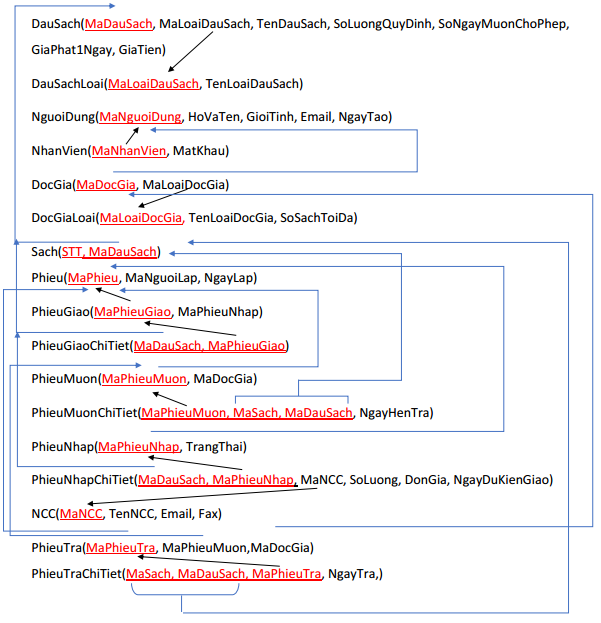 DauSach(MaDauSach, MaLoaiDauSach, TenDauSach, SoLuongQuyDinh, SoNgayMuonChoPhep,
GiaPhat1Ngay, GiaTien)
DauSachLoai(MaLoaiDauSach, TenLoaiDauSach)
NguoiDung(MaNguoiDung, HoVaTen, GioiTinh, Email, NgayTao)
NhanVien(MaNhanVien, MatKhau)
DocGia(MaDocGia, MaLoaiDocGia)
DocGiaLoai(MaLoaiDocGia, TenLoaiDocGia, SoSachToiDa)
Sach(STT, MaDauSach)
Phieu(MaPhieu, MaNguoiLap, NgayLap)
PhieuGiao(MaPhieuGiao, MaPhieuNhap)
PhieuGiaoChiTiet(MaDauSach, MaPhieuGiao)
PhieuMuon(MaPhieuMuon, MaDocGia)
PhieuMuonChiTiet(MaPhieuMuon, MaSach, MaDauSach, NgayHenTra)
PhieuNhap(MaPhieuNhap, TrangThai)
PhieuNhapChiTiet(MaDauSach, MaPhieuNhap, MaNCC, SoLuong, DonGia, NgayDuKienGiao)
NCC(MaNCC, TenNCC, Email, Fax)
PhieuTra(MaPhieuTra, MaPhieuMuon,MaDocGia)
PhieuTraChiTiet(MaSach, MaDauSach, MaPhieuTra, NgayTra,)